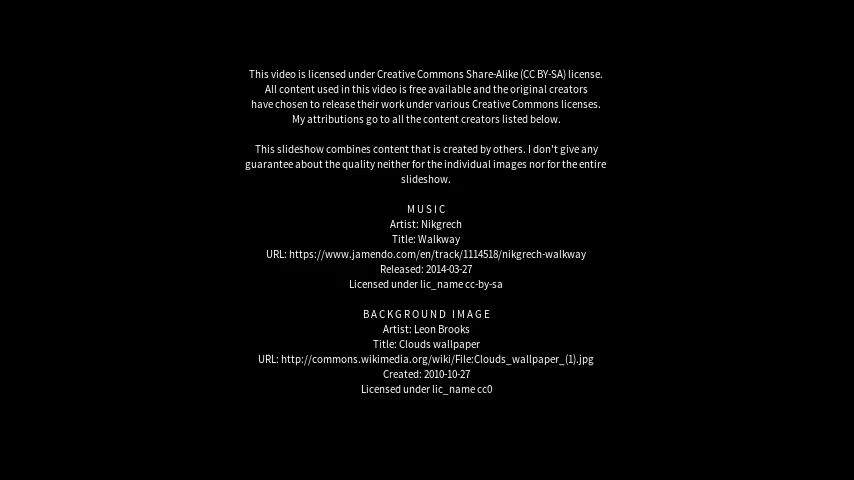 This video is licensed under Creative Commons Share-Alike (CC BY-SA) license.
All content used in this video is free available and the original creators
have chosen to release their work under various Creative Commons licenses.
My attributions go to all the content creators listed below.
This slideshow combines content that is created by others. I don't give any
guarantee about the quality neither for the individual images nor for the entire
slideshow.
MUSIC
Artist: Nikgrech
Title: Walkway
URL: https://www.jamendo.com/en/track/1114518/nikgrech-walkway
Released: 2014-03-27
Licensed under lic_name cc-by-sa
BACKGROUND IMAGE
Artist: Leon Brooks
Title: Clouds wallpaper
URL: http://commons.wikimedia.org/wiki/File:Clouds_wallpaper_(1).jpg
Created: 2010-10-27
Licensed under lic_name cc0